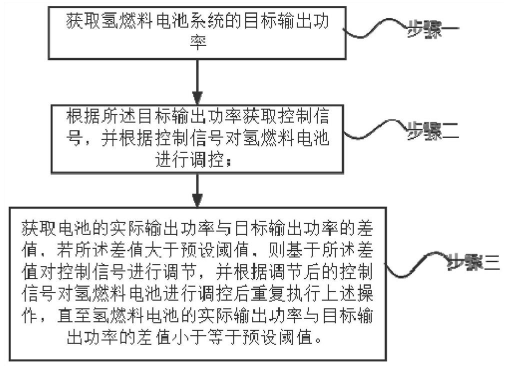 获取氢燃料电池系统的目标输出功
率
步骤一
根据所述目标输出功率获取控制信
号，并根据控制信号对氢燃料电池
进行调控；
步骤二
获取电池的实际输出功率与目标输出功率的差
值，若所述差值大于预设阈值，则基于所述差
值对控制信号进行调节，并根据调节后的控制
信号对氢燃料电池进行调控后重复执行上述操
作，直至氢燃料电池的实际输出功率与目标输
出功率的差值小于等于预设阈值。
步骤三